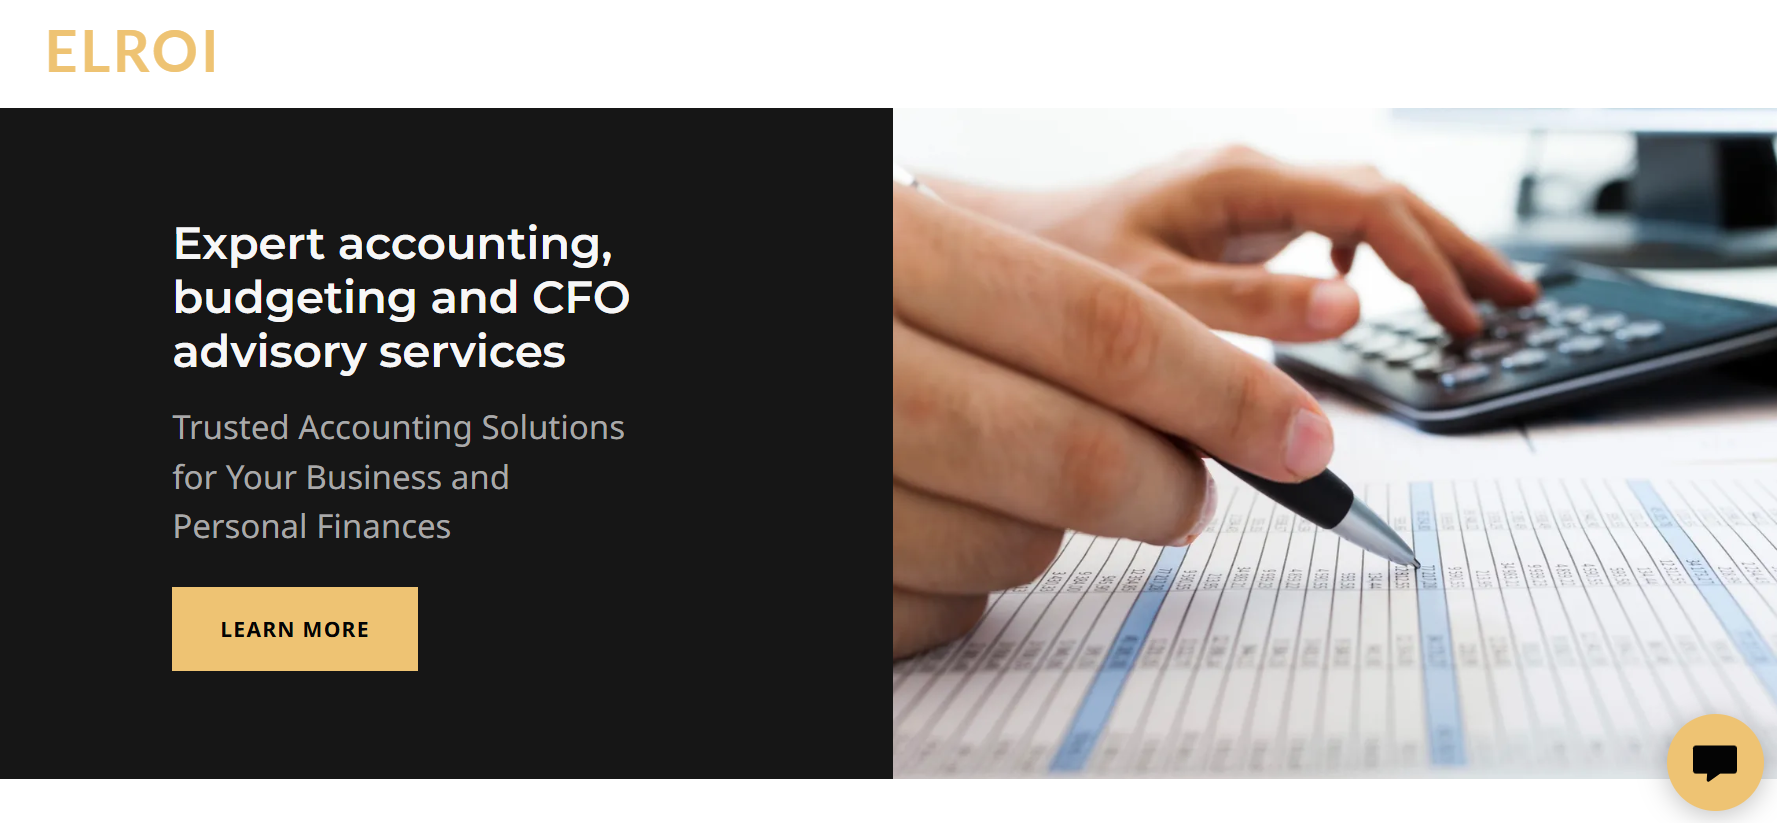 ELROI
Expert accounting,
budgeting and CFO
advisory services
Trusted Accounting Solutions
for Your Business and
Personal Finances
LEARN MORE